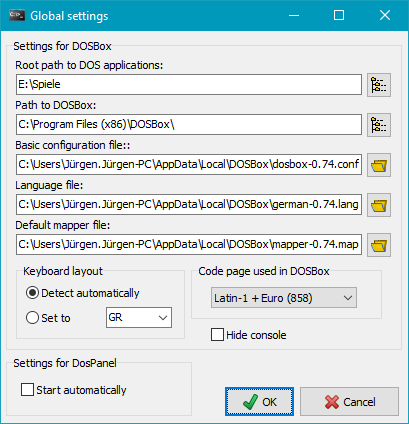 Global settings
Settings for DOSBox
Root path to DOS applications:
E:\Spiele
Path to DOSBox:
C:\Program Files (x86)\DOSBox\
Basic configuration file::
C:\Users\Jürgen.Jürgen-PC\AppData\Local\DOSBox\dosbox-0.74.conf
Language file:
C:\Users\Jürgen.Jürgen-PC\AppData\Local\DOSBox\german-0.74.lang
Default mapper file:
C:\Users\Jürgen.Jürgen-PC\AppData\Local\DOSBox\mapper-0.74.map
Keyboard layout
Detect automatically
Set to GR
Code page used in DOSBox
Latin-1 + Euro (858)
Hide console
Settings for DosPanel
Start automatically
OK Cancel